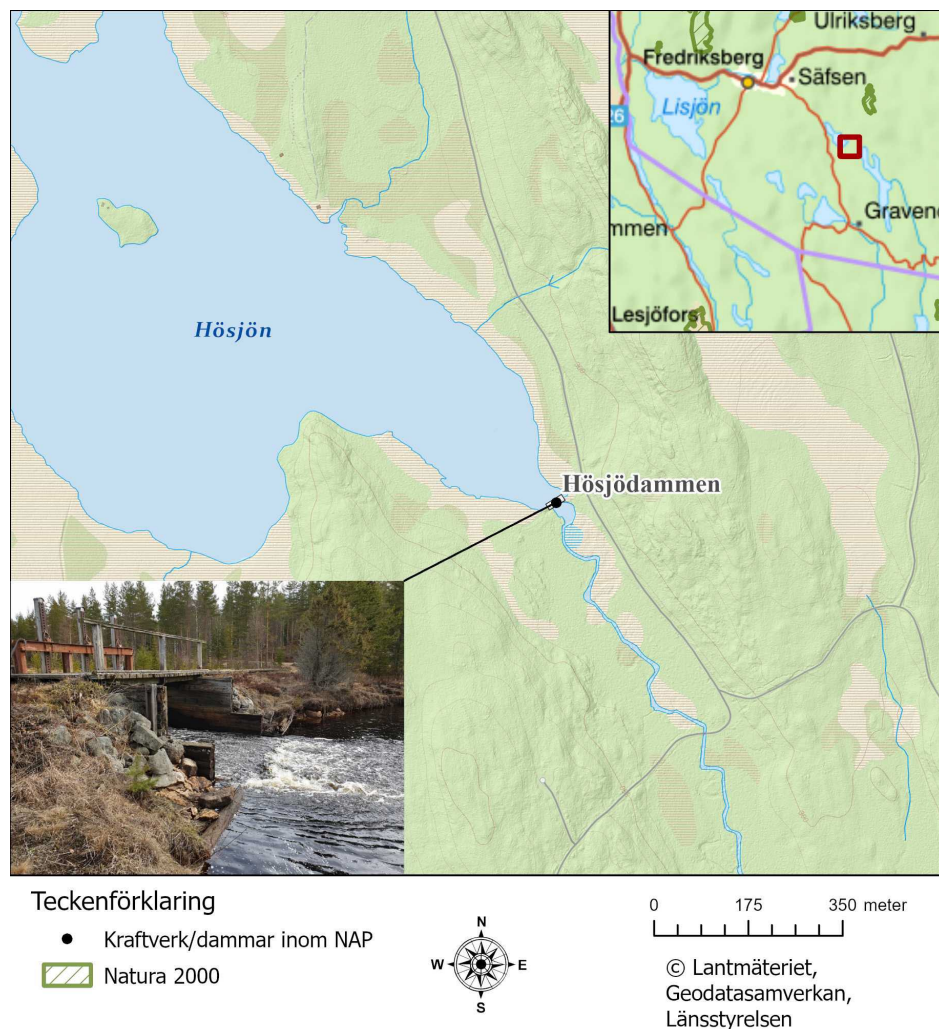 Ulriksberg
Fredriksberg
Säfsen
Lisjön
26
Gravend
mmen
Lesjöfors
Hösjön
Hösjödammen
Teckenförklaring
Kraftverk/dammar inom NAP
Natura 2000
N
W E
S
0 175 350 meter
© Lantmäteriet,
Geodatasamverkan,
Länsstyrelsen